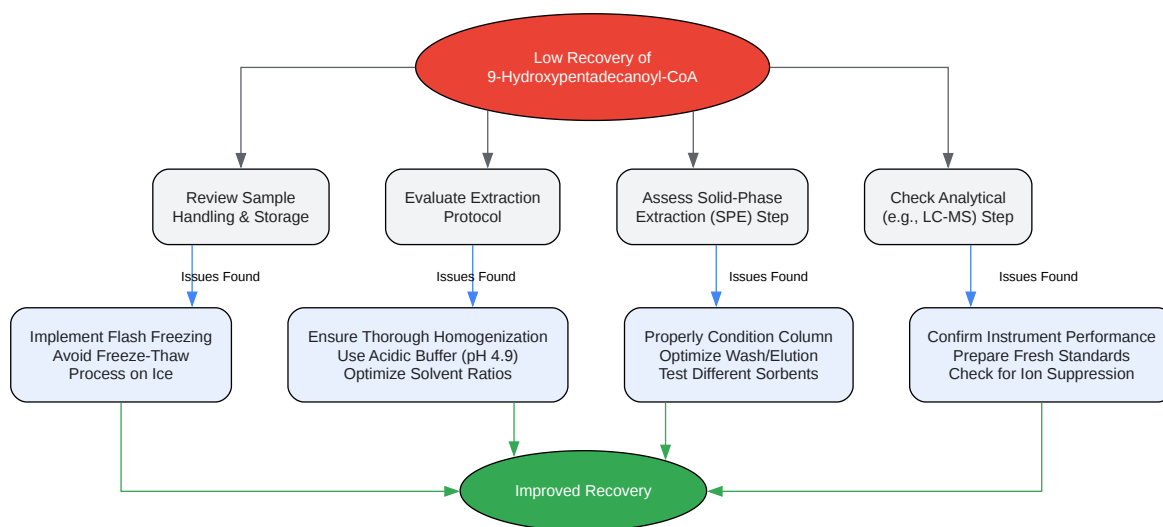 Low Recovery of
9-Hydroxypentadecanoyl-CoA
Review Sample
Handling & Storage
Evaluate Extraction
Protocol
Assess Solid-Phase
Extraction (SPE) Step
Check Analytical
(e.g., LC-MS) Step
Issues Found
Issues Found
Issues Found
Issues Found
Implement Flash Freezing
Avoid Freeze-Thaw
Process on Ice
Ensure Thorough Homogenization
Use Acidic Buffer (pH 4.9)
Optimize Solvent Ratios
Properly Condition Column
Optimize Wash/Elution
Test Different Sorbents
Confirm Instrument Performance
Prepare Fresh Standards
Check for Ion Suppression
Improved Recovery